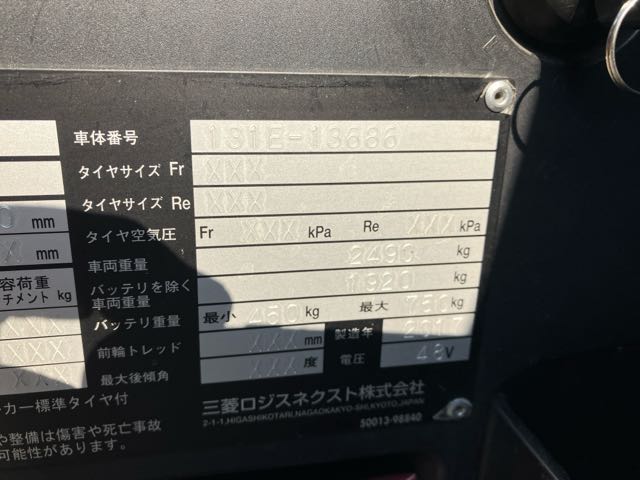 車体番号 131E-13666
タイヤサイズ Fr XXX
タイヤサイズ Re XXX
mm タイヤ空気圧 Fr XXX kPa Re XXX kPa
X mm 車両重量 2490 kg
容荷重 バッテリを除く
チメント kg 車両重量 1920 kg
XXX バッテリ重量 最小 450 kg 最大 750 kg
XXX 前輪トレッド XXX mm 製造年 2017
XXX 最大後傾角 XXX 度 電圧 48 V
カー標準タイヤ付 三菱ロジスネクスト株式会社
2-1-1,HIGASHIKOTARI,NAGAOKAKYO-SHI,KYOTO,JAPAN 50013-98840
や整備は傷害や死亡事故
可能性があります。